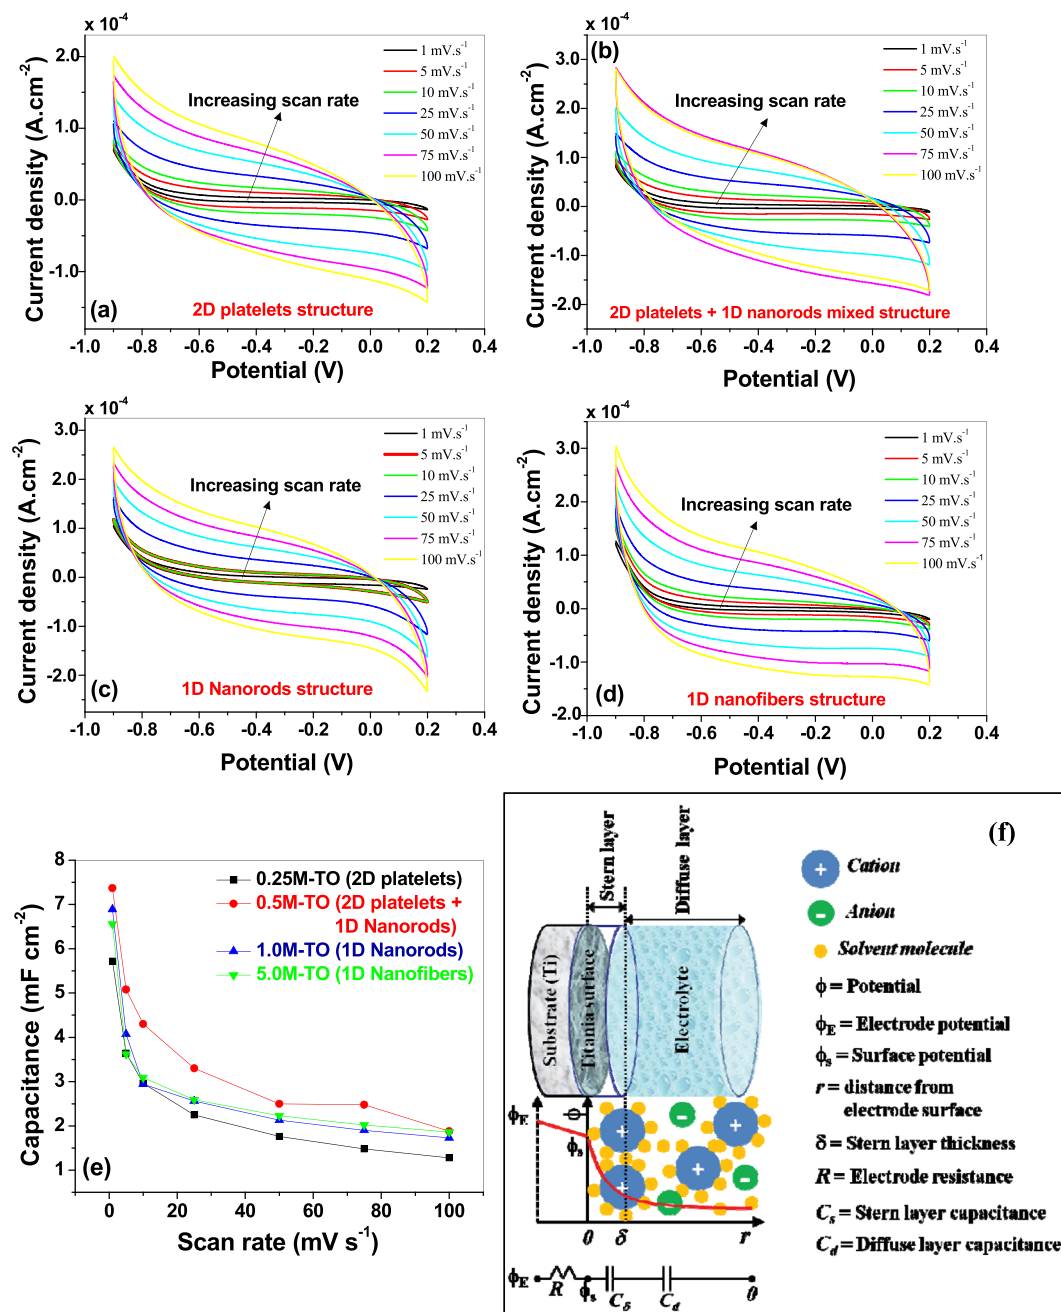 x 10-4
2.0
1.0
0.0
-1.0
Current density (A.cm-2)
1 mV.s-1
5 mV.s-1
10 mV.s-1
25 mV.s-1
50 mV.s-1
75 mV.s-1
100 mV.s-1
Increasing scan rate
(a)
2D platelets structure
-1.0 -0.8 -0.6 -0.4 -0.2 0.0 0.2 0.4
Potential (V)
x 10-4
(b)
4.0
3.0
2.0
1.0
0.0
-1.0
-2.0
-3.0
Current density (A.cm-2)
1 mV.s-1
5 mV.s-1
10 mV.s-1
25 mV.s-1
50 mV.s-1
75 mV.s-1
100 mV.s-1
Increasing scan rate
2D platelets + 1D nanorods mixed structure
-1.0 -0.8 -0.6 -0.4 -0.2 0.0 0.2 0.4
Potential (V)
x 10-4
3.0
2.0
1.0
0.0
-1.0
-2.0
Current density (A.cm-2)
1 mV.s-1
5 mV.s-1
10 mV.s-1
25 mV.s-1
50 mV.s-1
75 mV.s-1
100 mV.s-1
Increasing scan rate
(c)
1D Nanorods structure
-1.0 -0.8 -0.6 -0.4 -0.2 0.0 0.2 0.4
Potential (V)
x 10-4
4.0
3.0
2.0
1.0
0.0
-1.0
-2.0
Current density (A.cm-2)
1 mV.s-1
5 mV.s-1
10 mV.s-1
25 mV.s-1
50 mV.s-1
75 mV.s-1
100 mV.s-1
Increasing scan rate
(d)
1D nanofibers structure
-1.0 -0.8 -0.6 -0.4 -0.2 0.0 0.2 0.4
Potential (V)
8
7
6
5
4
3
2
1
Capacitance (mF cm-2)
0.25M-TO (2D platelets)
0.5M-TO (2D platelets +
1D Nanorods)
1.0M-TO (1D Nanorods)
5.0M-TO (1D Nanofibers)
(e)
0 20 40 60 80 100
Scan rate (mV s-1)
(f)
Stern layer
Diffuse layer
Substrate (Ti)
Titania surface
Electrolyte
Cation
Anion
Solvent molecule
ϕ = Potential
ϕE = Electrode potential
ϕs = Surface potential
r = distance from
electrode surface
δ = Stern layer thickness
R = Electrode resistance
Cs = Stern layer capacitance
Cd = Diffuse layer capacitance
ϕE
ϕ
ϕs
0 δ r
ϕE R ϕs Cδ Cd θ